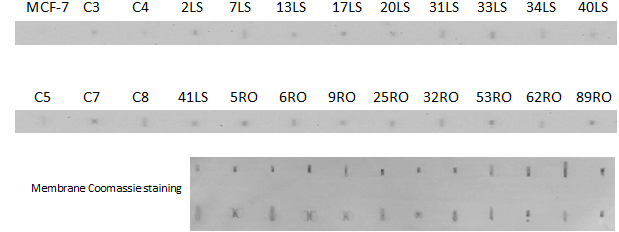 MCF-7 C3 C4 2LS 7LS 13LS 17LS 20LS 31LS 33LS 34LS 40LS
C5 C7 C8 41LS 5RO 6RO 9RO 25RO 32RO 53RO 62RO 89RO
Membrane Coomassie staining